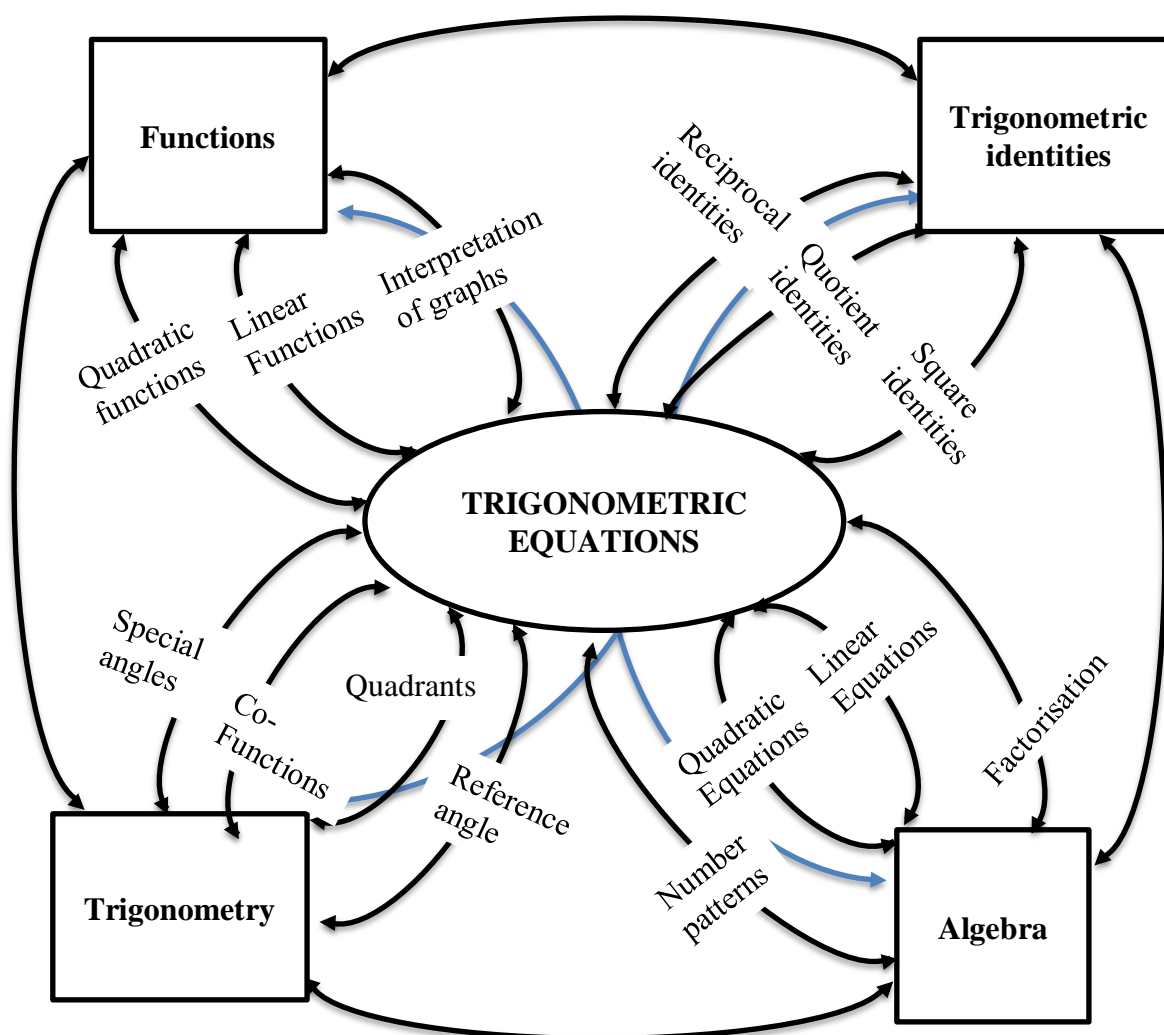 Functions
Trigonometric
identities
Reciprocal
identities
Quotient
identities
Square
identities
Interpretation
of graphs
Linear
Functions
Quadratic
functions
TRIGONOMETRIC
EQUATIONS
Special
angles
Co-
Functions
Quadrants
Reference
angle
Linear
Equations
Quadratic
Equations
Factorisation
Number
patterns
Trigonometry
Algebra